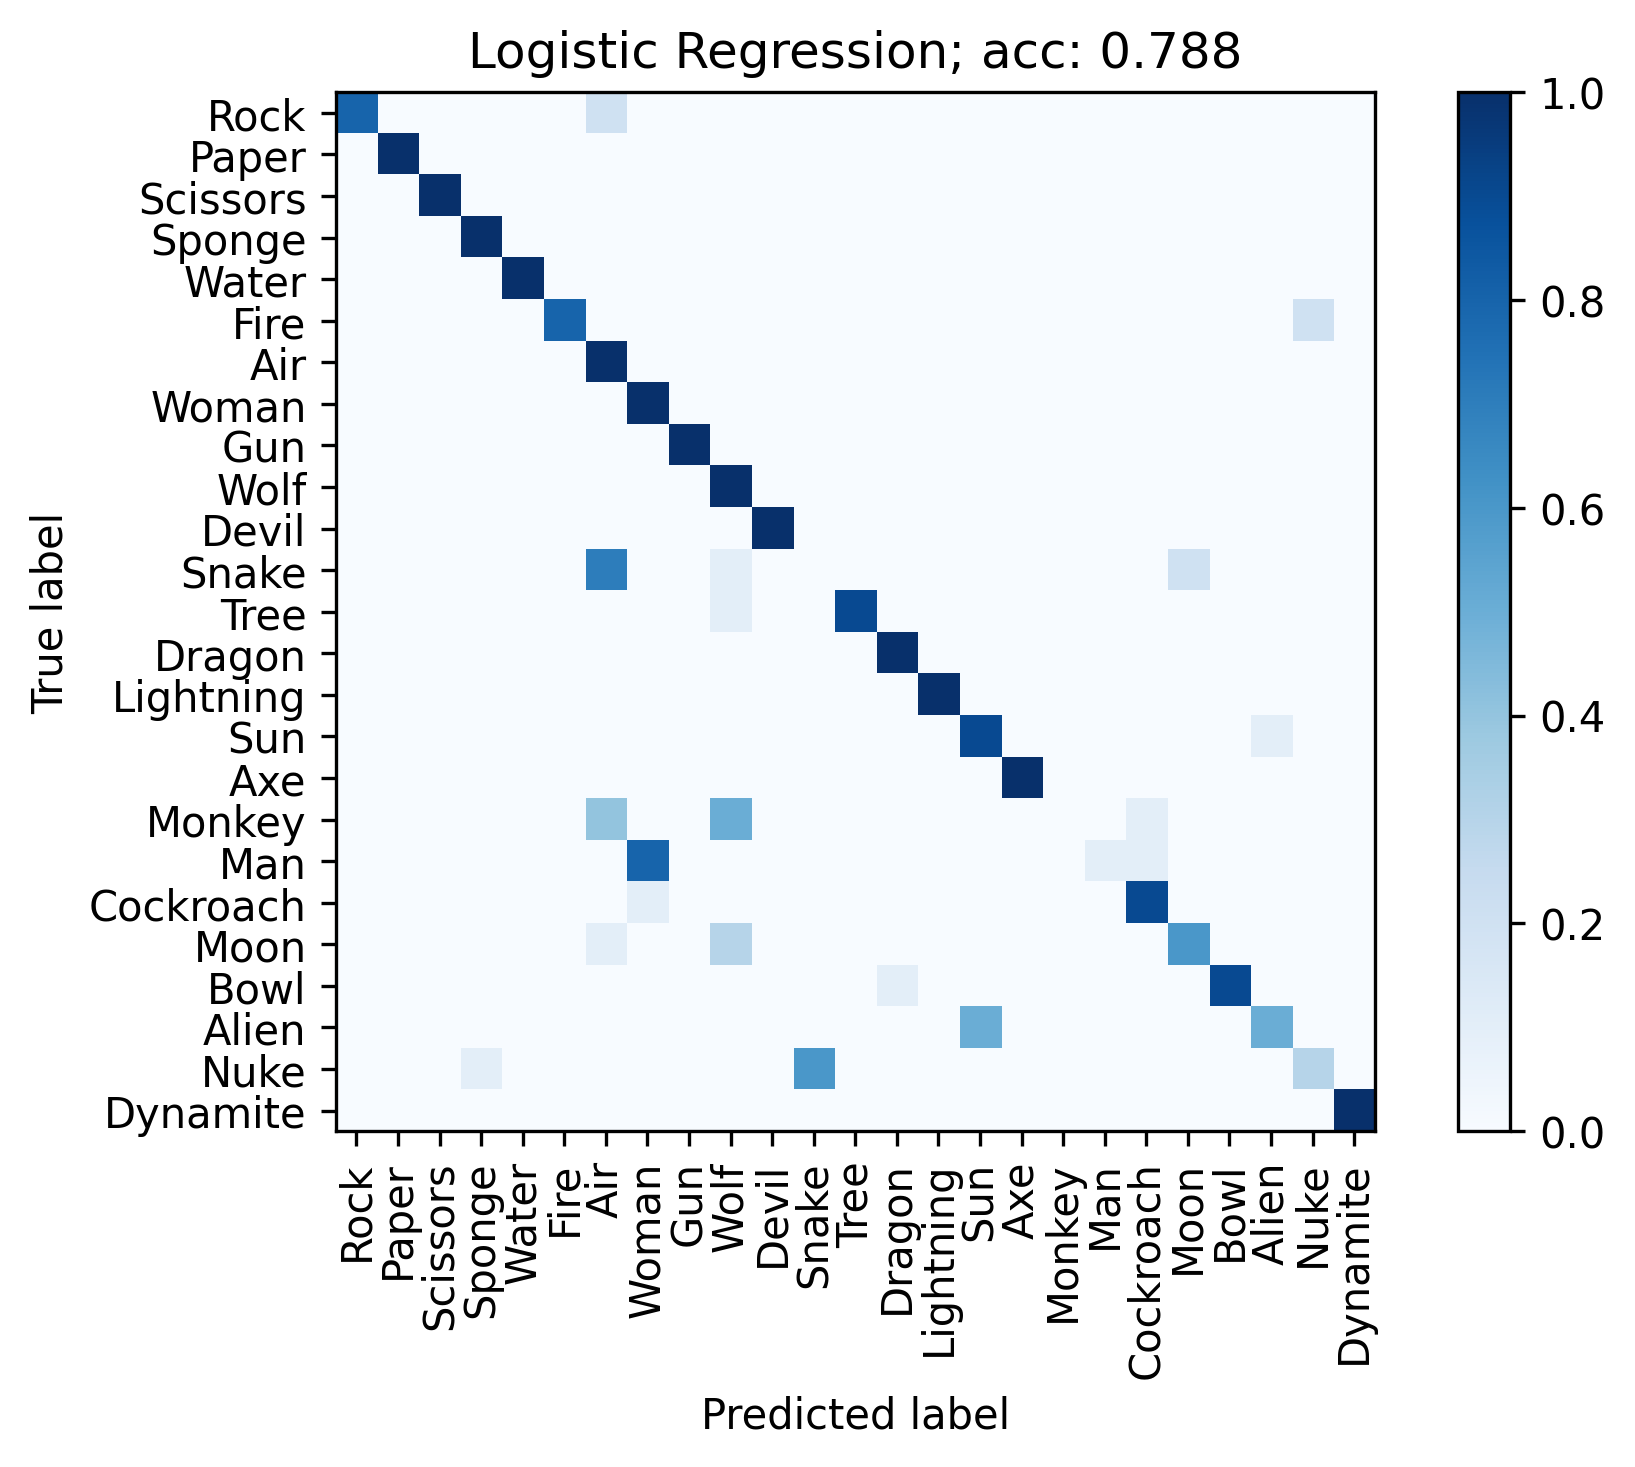 Logistic Regression; acc: 0.788
True label
Rock
Paper
Scissors
Sponge
Water
Fire
Air
Woman
Gun
Wolf
Devil
Snake
Tree
Dragon
Lightning
Sun
Axe
Monkey
Man
Cockroach
Moon
Bowl
Alien
Nuke
Dynamite
Rock
Paper
Scissors
Sponge
Water
Fire
Air
Woman
Gun
Wolf
Devil
Snake
Tree
Dragon
Lightning
Sun
Axe
Monkey
Man
Cockroach
Moon
Bowl
Alien
Nuke
Dynamite
Predicted label
1.0
0.8
0.6
0.4
0.2
0.0